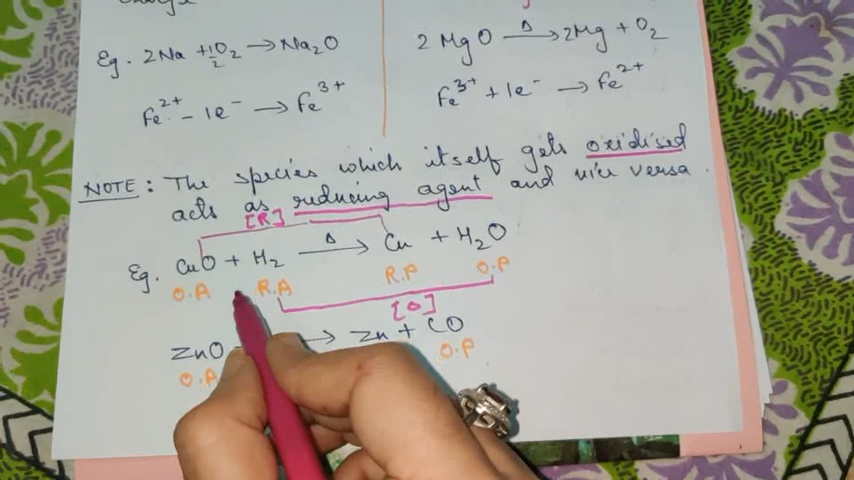 Eg. 2Na + 1/2 O2 → Na2O
Fe2+ - 1e- → Fe3+
2 MgO Δ→ 2Mg + O2
Fe3+ + 1e- → Fe2+
NOTE : The species which itself gets oxidised
acts as reducing agent and vice versa.
[R]
Eg. CuO + H2 Δ→ Cu + H2O
O.A R.A R.P O.P
[O]
ZnO → Zn + CO
O.A O.P